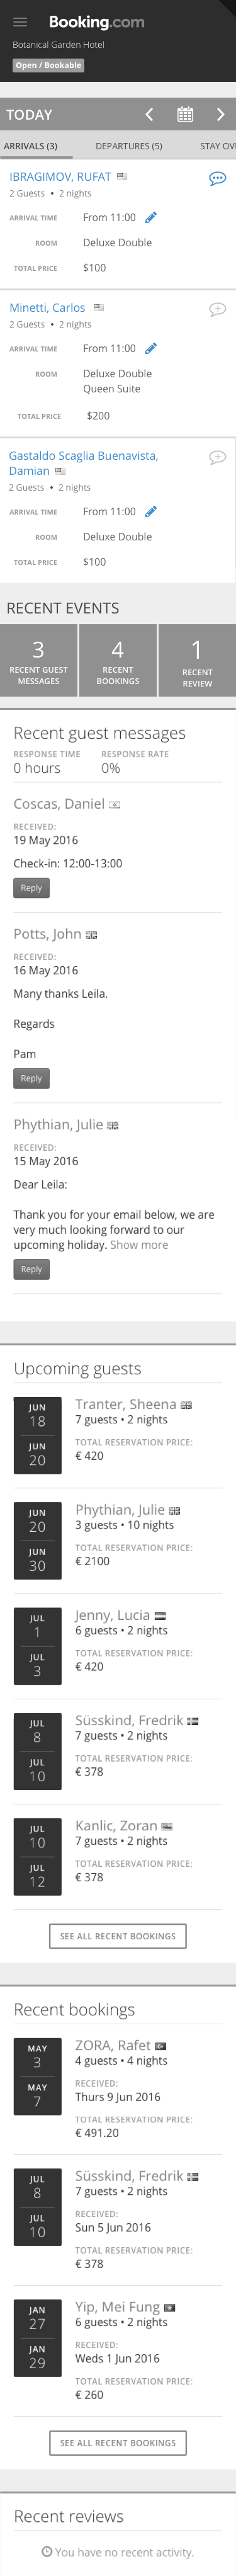 Booking.com
Botanical Garden Hotel
Open / Bookable
TODAY
ARRIVALS (3) DEPARTURES (5) STAY OV
IBRAGIMOV, RUFAT
2 Guests • 2 nights
ARRIVAL TIME From 11:00
ROOM Deluxe Double
TOTAL PRICE $100
Minetti, Carlos
2 Guests • 2 nights
ARRIVAL TIME From 11:00
ROOM Deluxe Double
Queen Suite
TOTAL PRICE $200
Gastaldo Scaglia Buenavista,
Damian
2 Guests • 2 nights
ARRIVAL TIME From 11:00
ROOM Deluxe Double
TOTAL PRICE $100
RECENT EVENTS
3 4 1
RECENT GUEST RECENT RECENT
MESSAGES BOOKINGS REVIEW
Recent guest messages
RESPONSE TIME RESPONSE RATE
0 hours 0%
Coscas, Daniel
RECEIVED:
19 May 2016
Check-in: 12:00-13:00
Reply
Potts, John
RECEIVED:
16 May 2016
Many thanks Leila.
Regards
Pam
Reply
Phythian, Julie
RECEIVED:
15 May 2016
Dear Leila:
Thank you for your email below, we are
very much looking forward to our
upcoming holiday. Show more
Reply
Upcoming guests
JUN 18 JUN 20
Tranter, Sheena
7 guests • 2 nights
TOTAL RESERVATION PRICE:
€ 420
JUN 20 JUN 30
Phythian, Julie
3 guests • 10 nights
TOTAL RESERVATION PRICE:
€ 2100
JUL 1 JUL 3
Jenny, Lucia
6 guests • 2 nights
TOTAL RESERVATION PRICE:
€ 420
JUL 8 JUL 10
Süsskind, Fredrik
7 guests • 2 nights
TOTAL RESERVATION PRICE:
€ 378
JUL 10 JUL 12
Kanlic, Zoran
7 guests • 2 nights
TOTAL RESERVATION PRICE:
€ 378
SEE ALL RECENT BOOKINGS
Recent bookings
MAY 3 MAY 7
ZORA, Rafet
4 guests • 4 nights
RECEIVED:
Thurs 9 Jun 2016
TOTAL RESERVATION PRICE:
€ 491.20
JUL 8 JUL 10
Süsskind, Fredrik
7 guests • 2 nights
RECEIVED:
Sun 5 Jun 2016
TOTAL RESERVATION PRICE:
€ 378
JAN 27 JAN 29
Yip, Mei Fung
6 guests • 2 nights
RECEIVED:
Weds 1 Jun 2016
TOTAL RESERVATION PRICE:
€ 260
SEE ALL RECENT BOOKINGS
Recent reviews
You have no recent activity.